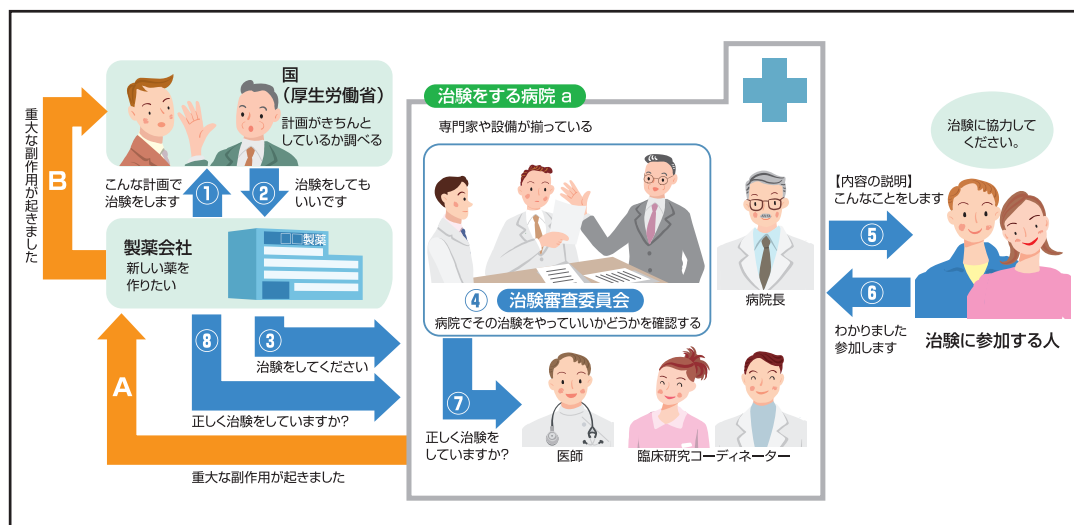 国
（厚生労働省）
計画がきちんと
しているか調べる
重大な副作用が起きました
B
こんな計画で
治験をします
①
②
治験をしても
いいです
製薬会社
新しい薬を
作りたい
□□製薬
A
⑧
③
治験をしてください
正しく治験をしていますか？
重大な副作用が起きました
治験をする病院 a
専門家や設備が揃っている
④
治験審査委員会
病院でその治験をやっていいかどうかを確認する
病院長
⑦
正しく治験を
していますか？
医師
臨床研究コーディネーター
治験に協力して
ください。
【内容の説明】
こんなことをします
⑤
⑥
わかりました
参加します
治験に参加する人